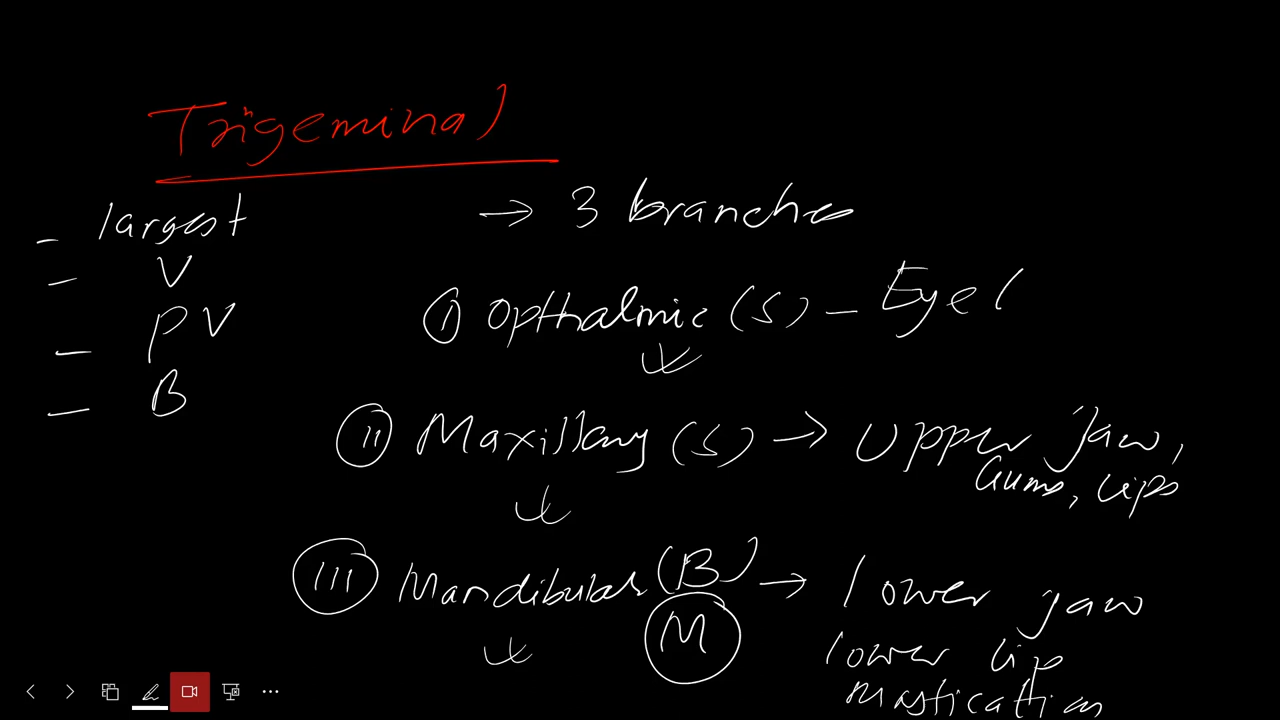 Trigeminal
- largest
→ 3 branches
- V
PV
- B
(i) Opthalmic (S) - Eye (
(ii) Maxillary (S) → Upper jaw,
Gums, Lips
(iii) Mandibular (B) → lower jaw
M
lower lip
mastication